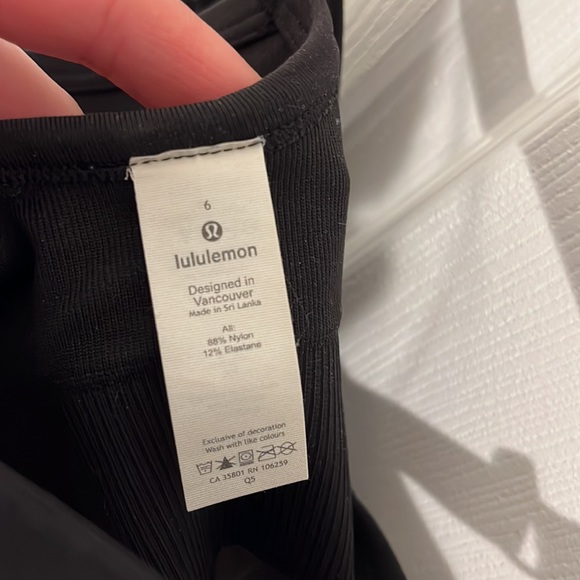 6
lululemon
Designed in
Vancouver
Made in Sri Lanka
All:
88% Nylon
12% Elastane
Exclusive of decoration
Wash with like colours
CA 35801 RN 106259
Q5